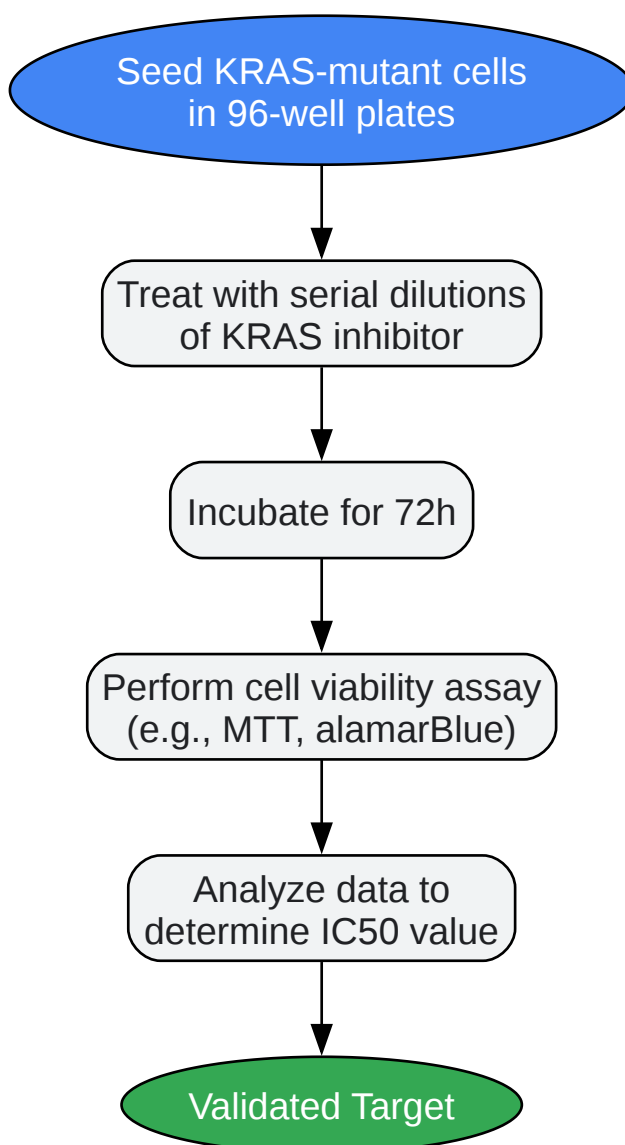 Seed KRAS-mutant cells
in 96-well plates
Treat with serial dilutions
of KRAS inhibitor
Incubate for 72h
Perform cell viability assay
(e.g., MTT, alamarBlue)
Analyze data to
determine IC50 value
Validated Target